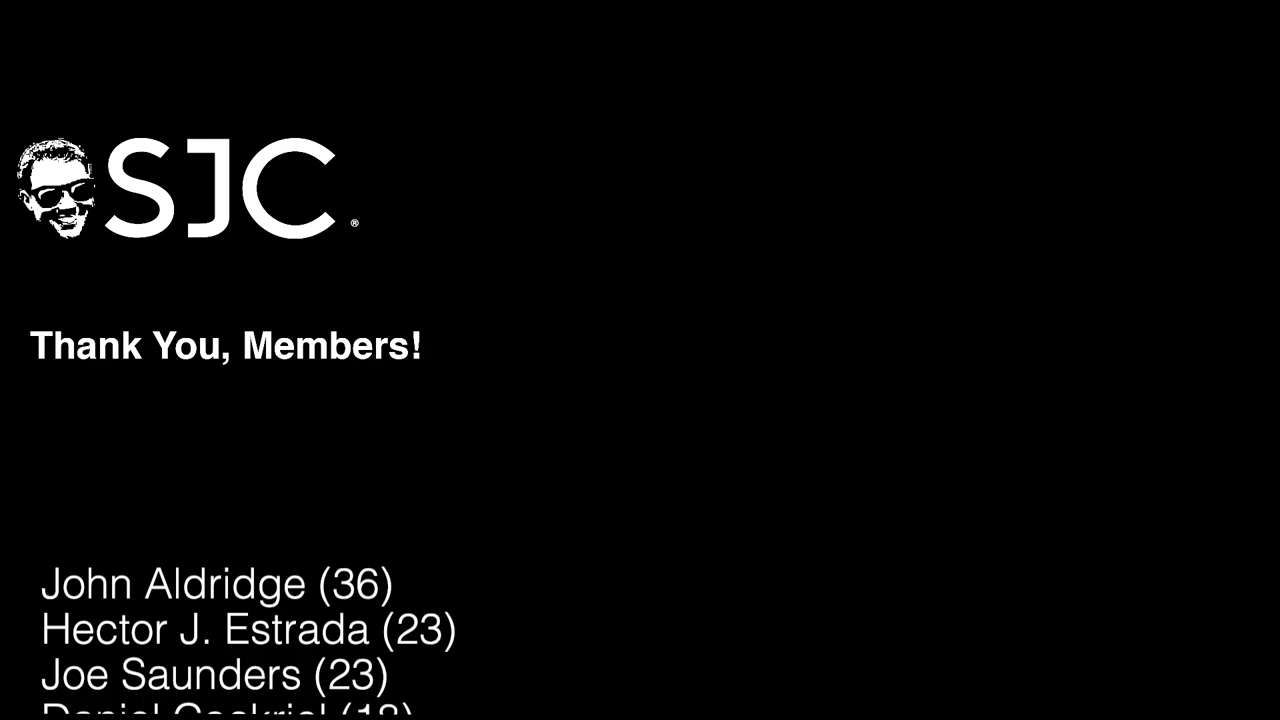 SJC®
Thank You, Members!
John Aldridge (36)
Hector J. Estrada (23)
Joe Saunders (23)